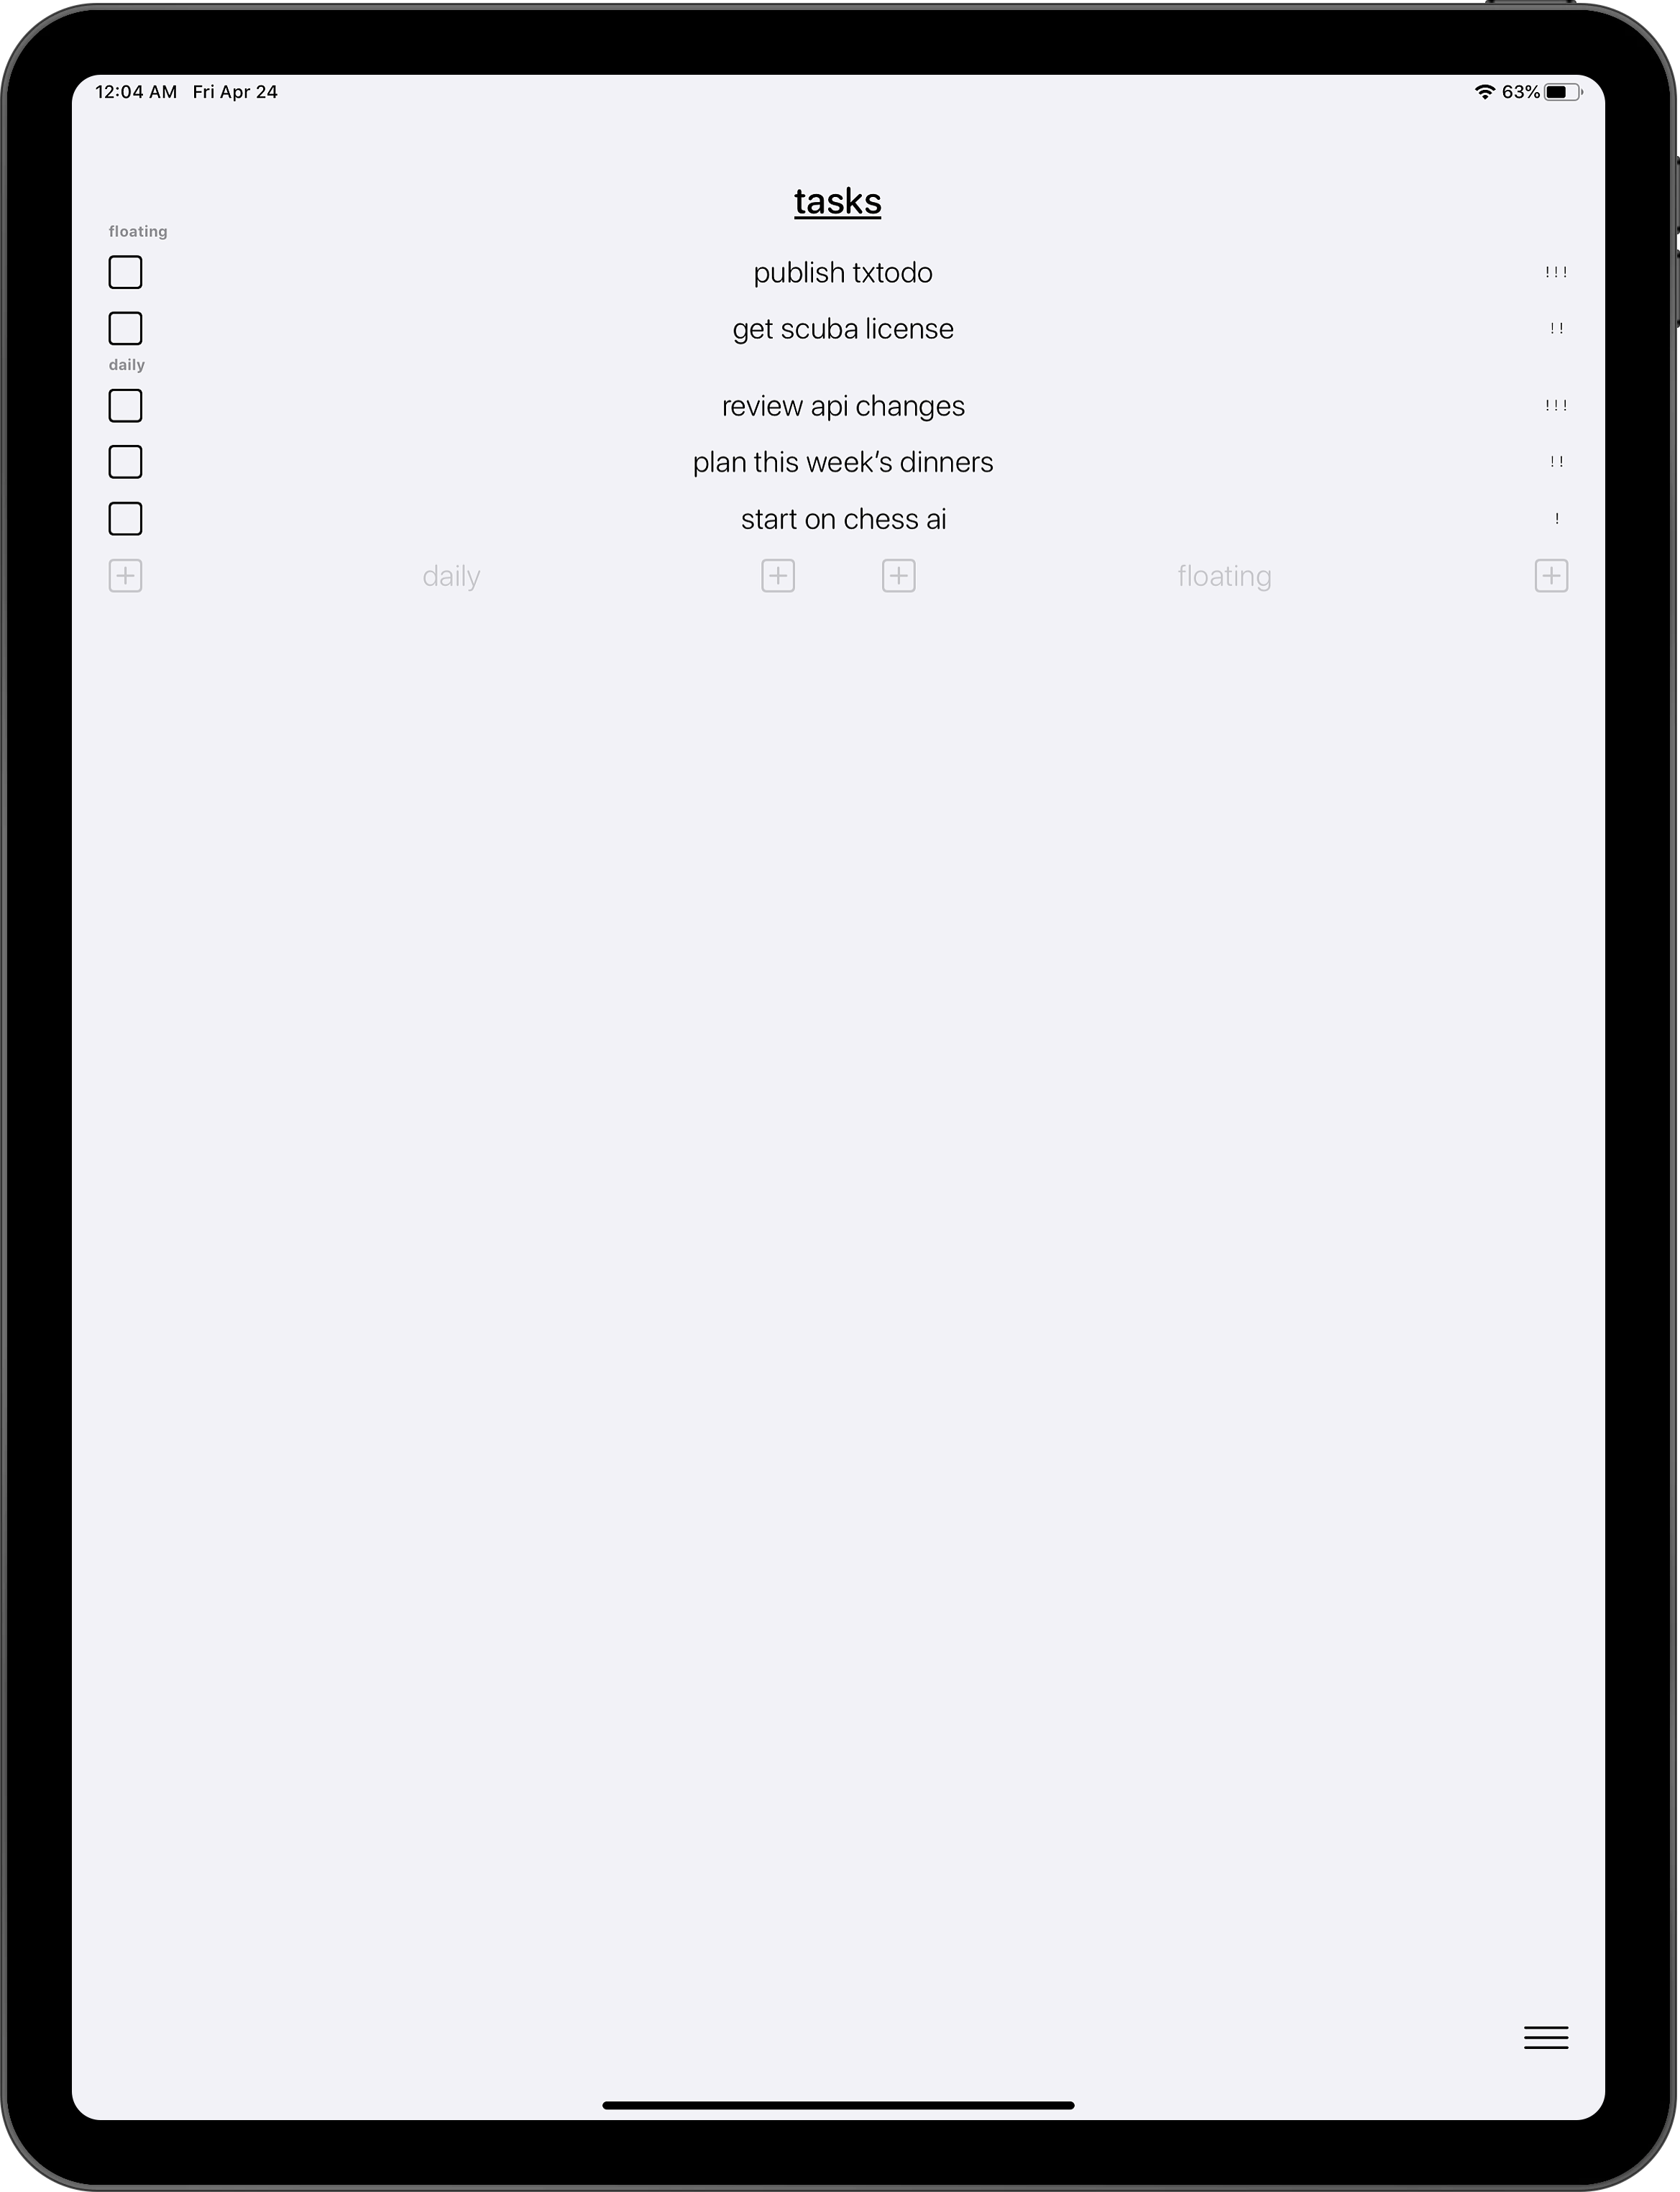 12:04 AM Fri Apr 24 63%
tasks
floating
publish txtodo !!!
get scuba license !!
daily
review api changes !!!
plan this week’s dinners !!
start on chess ai !
daily floating